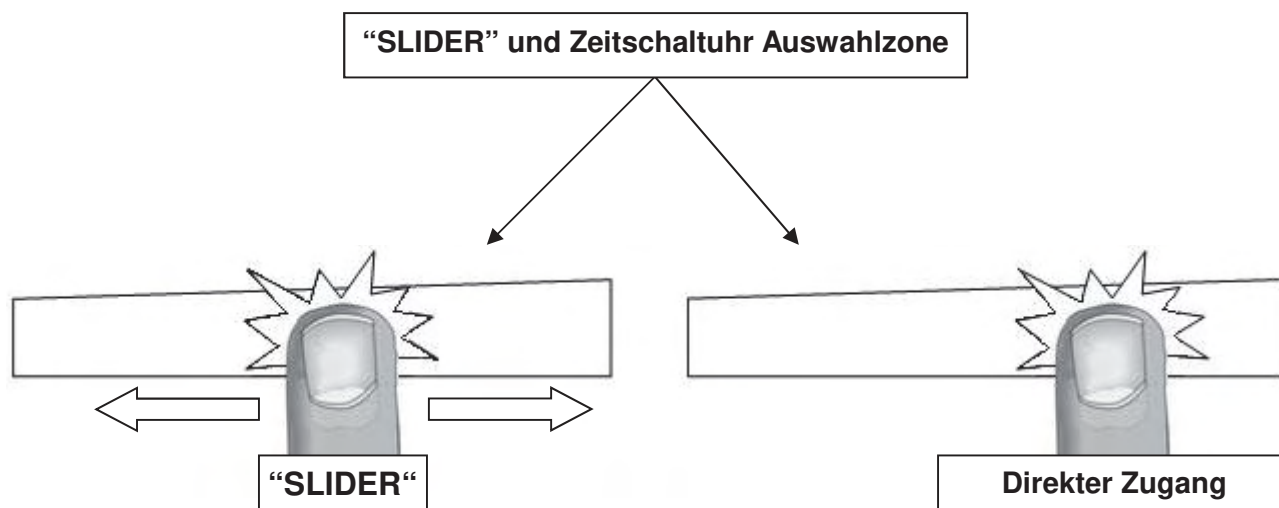 “SLIDER” und Zeitschaltuhr Auswahlzone
“SLIDER“
Direkter Zugang